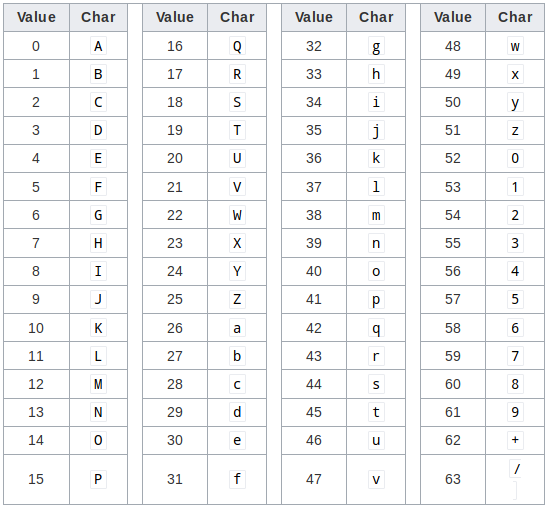 Value Char Value Char Value Char Value Char
0 A 16 Q 32 g 48 w
1 B 17 R 33 h 49 x
2 C 18 S 34 i 50 y
3 D 19 T 35 j 51 z
4 E 20 U 36 k 52 0
5 F 21 V 37 l 53 1
6 G 22 W 38 m 54 2
7 H 23 X 39 n 55 3
8 I 24 Y 40 o 56 4
9 J 25 Z 41 p 57 5
10 K 26 a 42 q 58 6
11 L 27 b 43 r 59 7
12 M 28 c 44 s 60 8
13 N 29 d 45 t 61 9
14 O 30 e 46 u 62 +
15 P 31 f 47 v 63 /